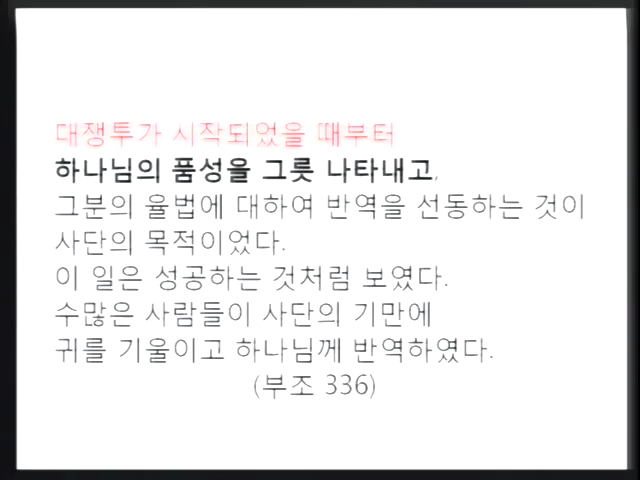 대쟁투가 시작되었을 때부터
하나님의 품성을 그릇 나타내고,
그분의 율법에 대하여 반역을 선동하는 것이
사단의 목적이었다.
이 일은 성공하는 것처럼 보였다.
수많은 사람들이 사단의 기만에
귀를 기울이고 하나님께 반역하였다.
(부조 336)